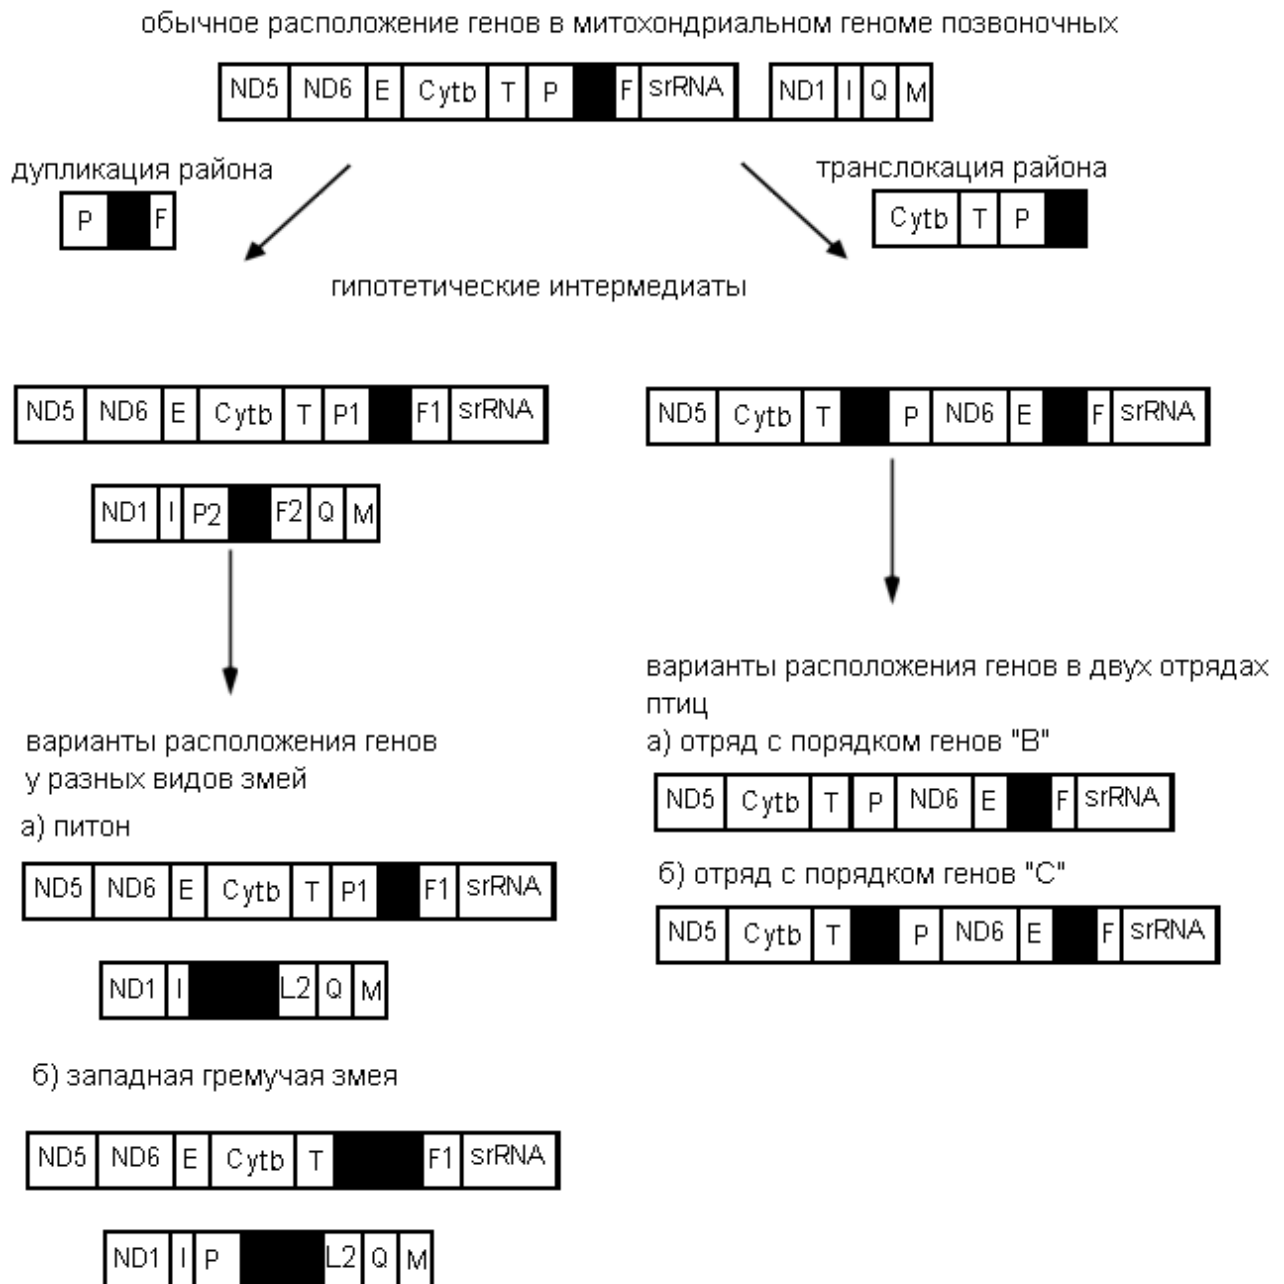 обычное расположение генов в митохондриальном геноме позвоночных
ND5 ND6 E Cytb T P F srRNA ND1 I Q M
дупликация района
P F
транслокация района
Cytb T P
гипотетические интермедиаты
ND5 ND6 E Cytb T P1 F1 srRNA
ND1 I P2 F2 Q M
ND5 Cytb T P ND6 E F srRNA
варианты расположения генов
у разных видов змей
а) питон
ND5 ND6 E Cytb T P1 F1 srRNA
ND1 I L2 Q M
б) западная гремучая змея
ND5 ND6 E Cytb T F1 srRNA
ND1 I P L2 Q M
варианты расположения генов в двух отрядах
птиц
а) отряд с порядком генов "В"
ND5 Cytb T P ND6 E F srRNA
б) отряд с порядком генов "С"
ND5 Cytb T P ND6 E F srRNA